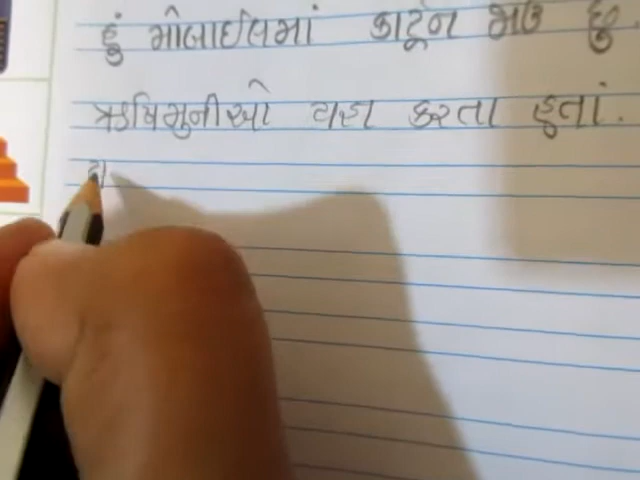 હું મોબાઈલમાં કાર્ટૂન જોઉ છુ
ઋષિમુનીઓ યજ્ઞ કરતા હતાં.